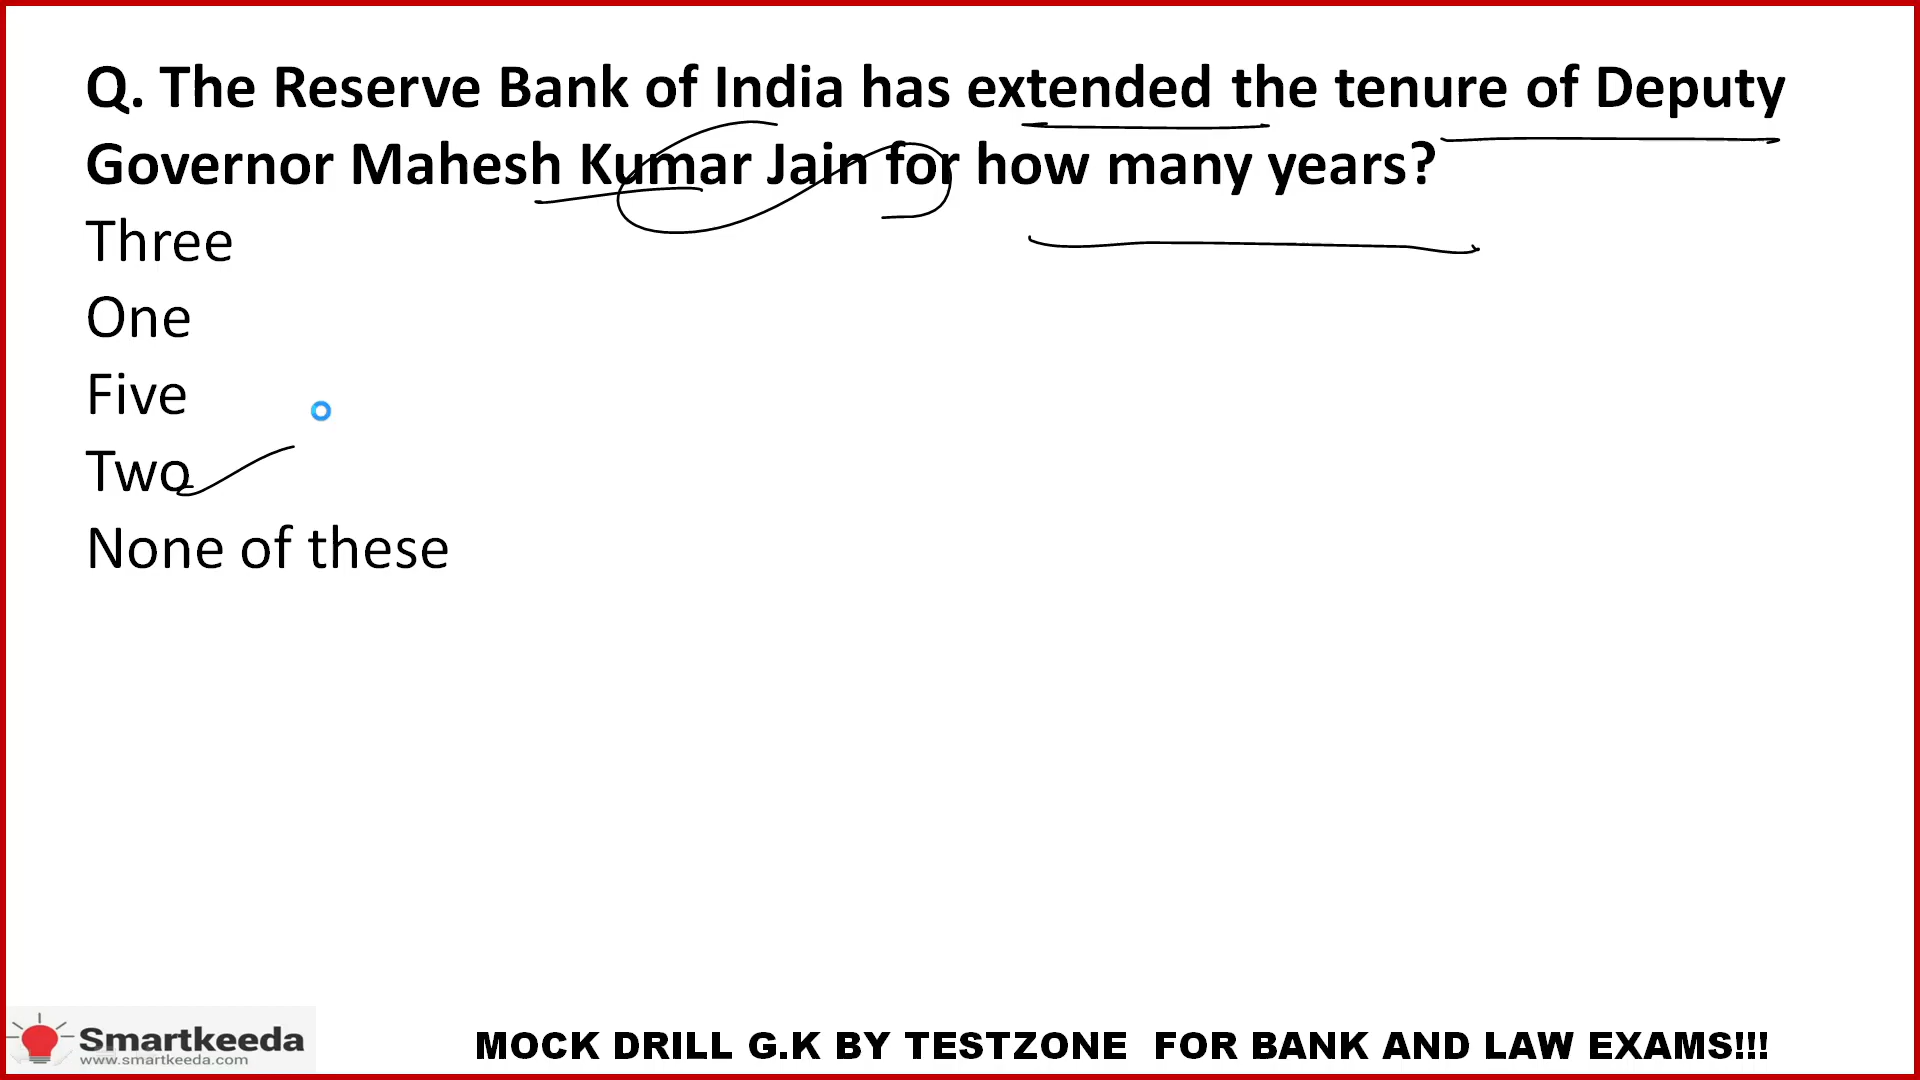 Q. The Reserve Bank of India has extended the tenure of Deputy
Governor Mahesh Kumar Jain for how many years?
Three
One
Five
Two
None of these
Smartkeeda
www.smartkeeda.com
MOCK DRILL G.K BY TESTZONE FOR BANK AND LAW EXAMS!!!